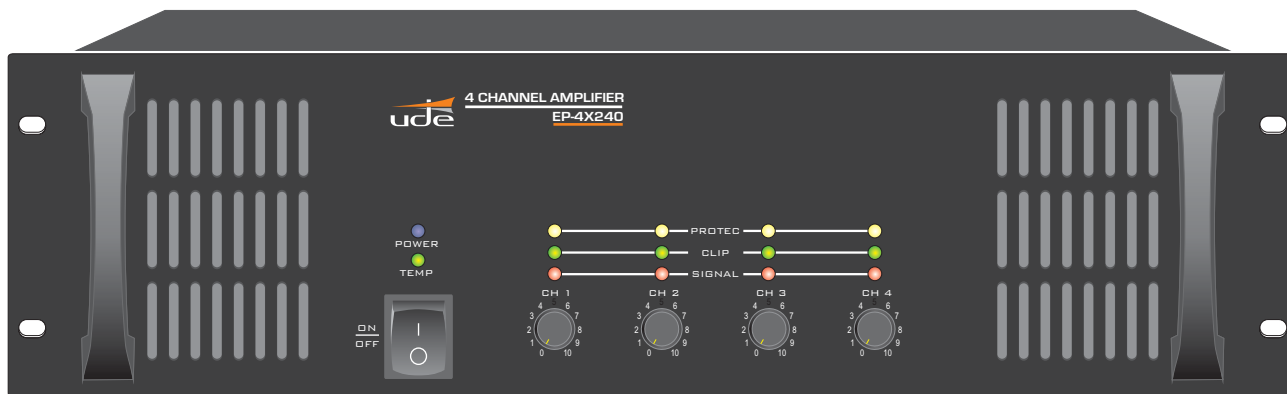 ude
4 CHANNEL AMPLIFIER
EP-4X240
POWER
TEMP
PROTEC
CLIP
SIGNAL
CH 1 CH 2 CH 3 CH 4
0 1 2 3 4 5 6 7 8 9 10
0 1 2 3 4 5 6 7 8 9 10
0 1 2 3 4 5 6 7 8 9 10
0 1 2 3 4 5 6 7 8 9 10
ON
OFF
I
O